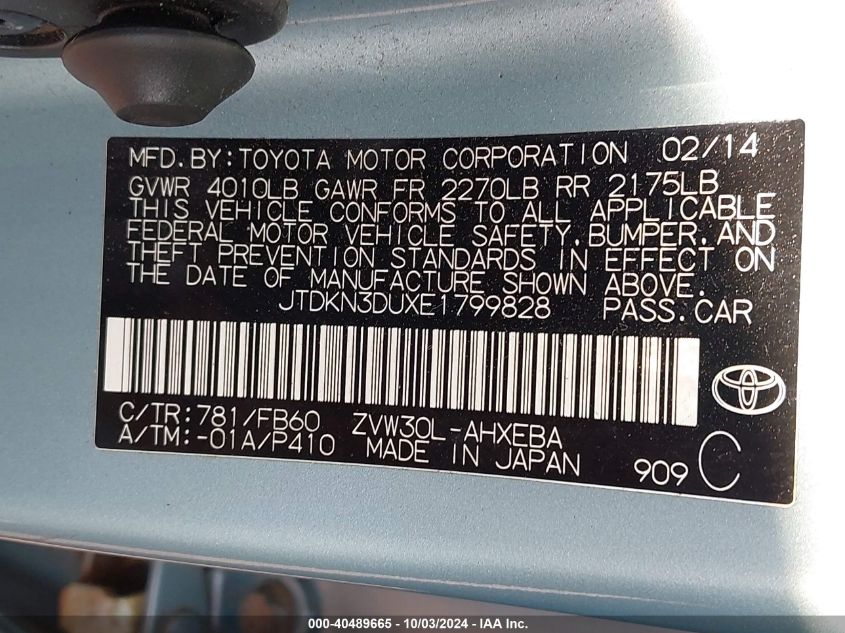 MFD.BY:TOYOTA MOTOR CORPORATION 02/14
GVWR 4010LB GAWR FR 2270LB RR 2175LB
THIS VEHICLE CONFORMS TO ALL APPLICABLE
FEDERAL MOTOR VEHICLE SAFETY,BUMPER,AND
THEFT PREVENTION STANDARDS IN EFFECT ON
THE DATE OF MANUFACTURE SHOWN ABOVE.
JTDKN3DUXE1799828 PASS.CAR
C/TR:781/FB60 ZVW30L-AHXEBA
A/TM:-01A/P410 MADE IN JAPAN
909 C
000-40489665 - 10/03/2024 - © IAA, Inc.